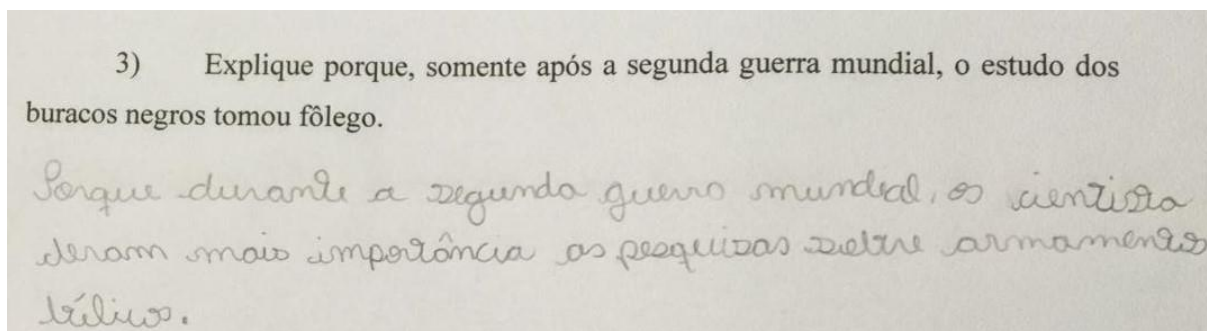 3) Explique porque, somente após a segunda guerra mundial, o estudo dos
buracos negros tomou fôlego.
Porque durante a segunda guerra mundial, os cientista
deram mais importância as pesquisas sobre armamentos
bélicos.